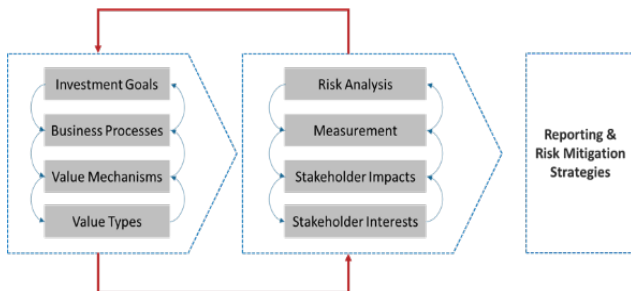 Investment Goals
Business Processes
Value Mechanisms
Value Types
Risk Analysis
Measurement
Stakeholder Impacts
Stakeholder Interests
Reporting &
Risk Mitigation
Strategies